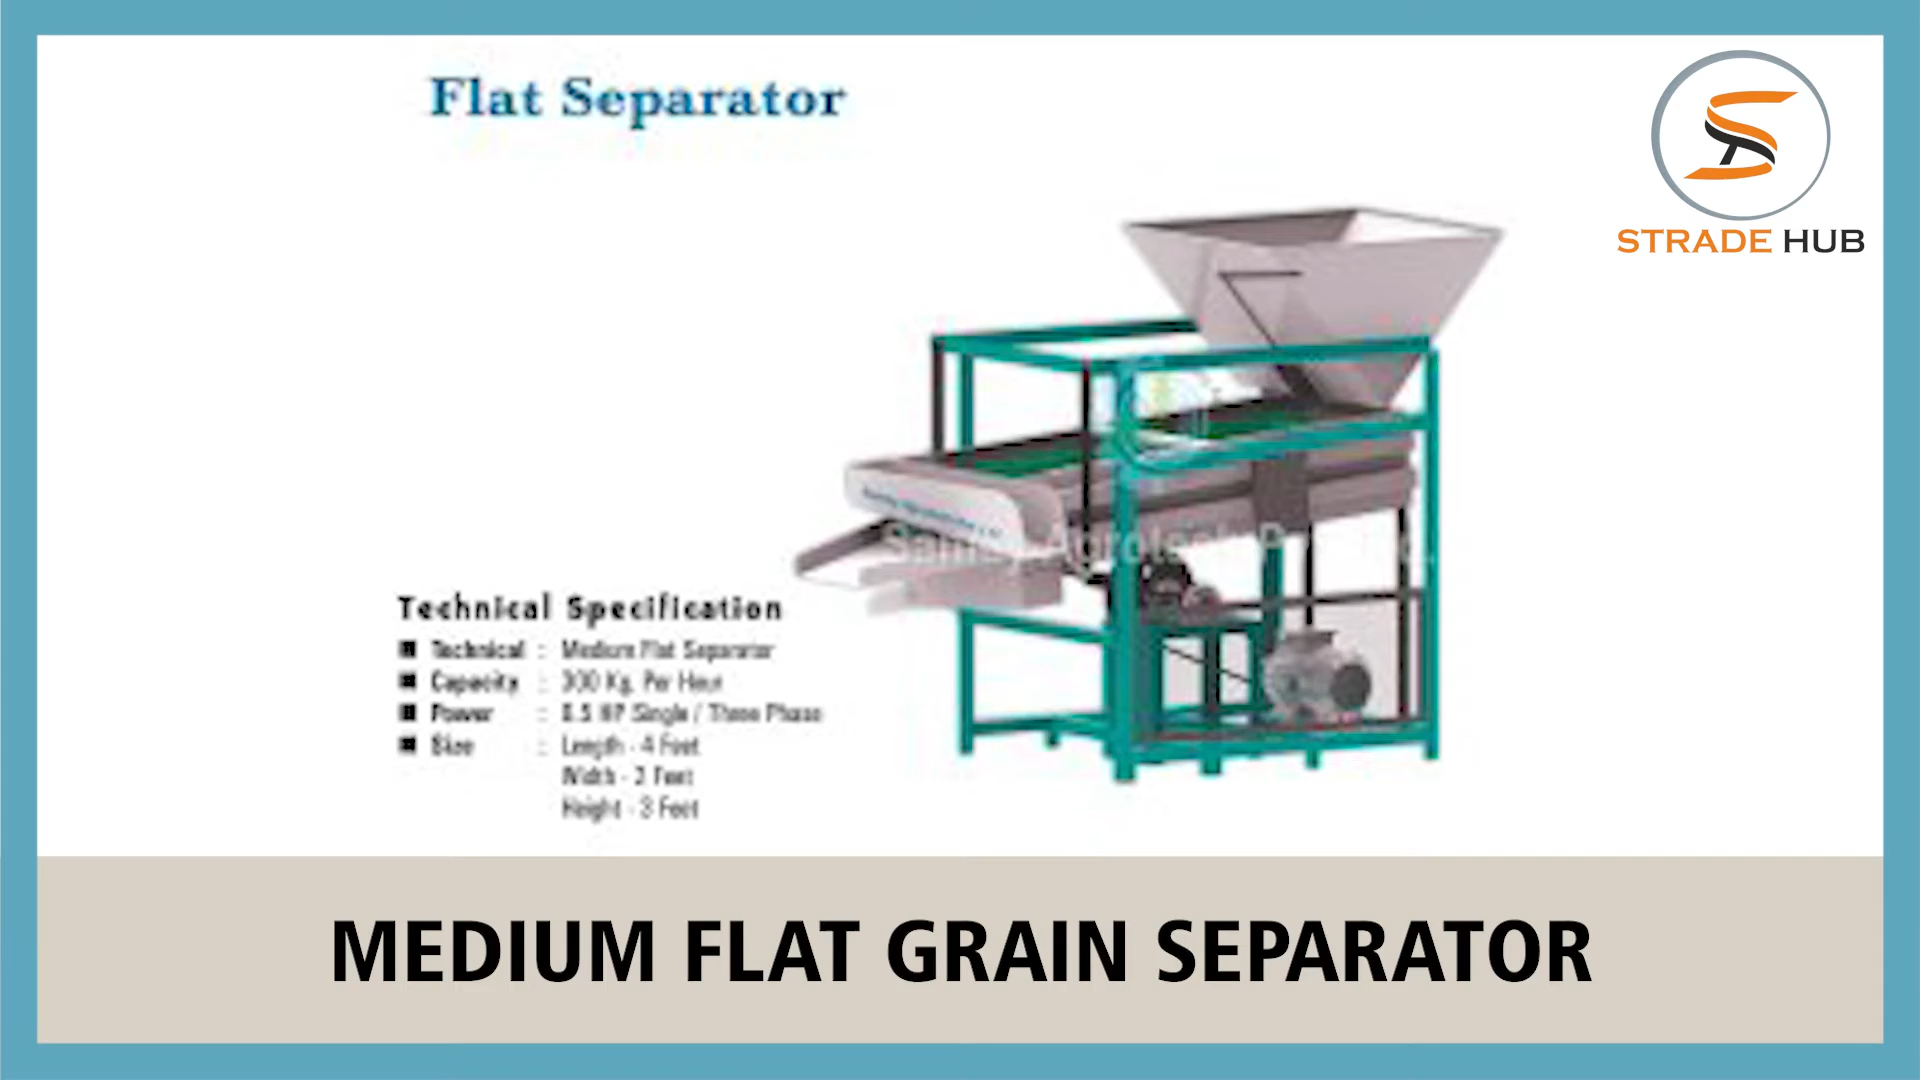 Flat Separator
STRADE HUB
Technical Specification
Technical : Medium Flat Separator
Capacity : 300 Kg. Per Hour
Power : 0.5 HP Single / Three Phase
Size : Length - 4 Feet
Width - 2 Feet
Height - 3 Feet
MEDIUM FLAT GRAIN SEPARATOR